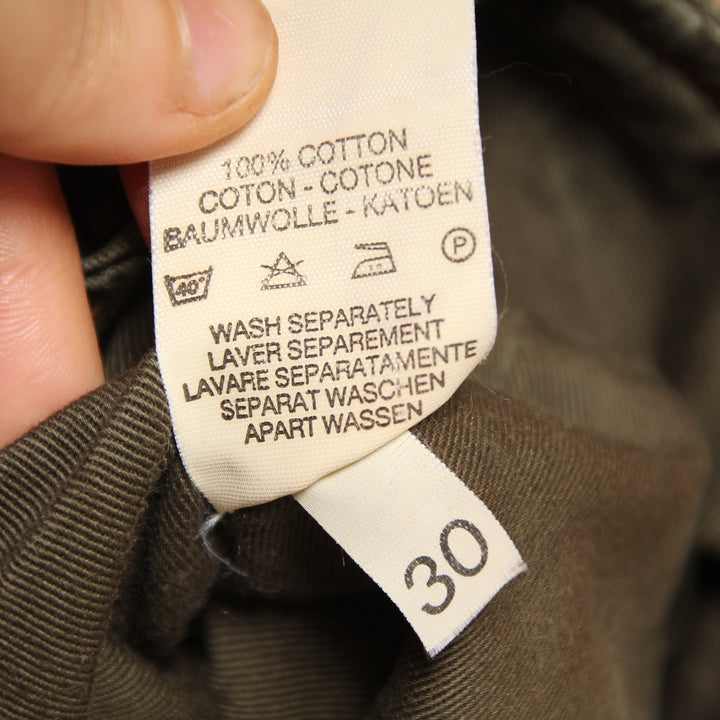 100% COTTON
COTON - COTONE
BAUMWOLLE - KATOEN
40° P
WASH SEPARATELY
LAVER SEPAREMENT
LAVARE SEPARATAMENTE
SEPARAT WASCHEN
APART WASSEN
30